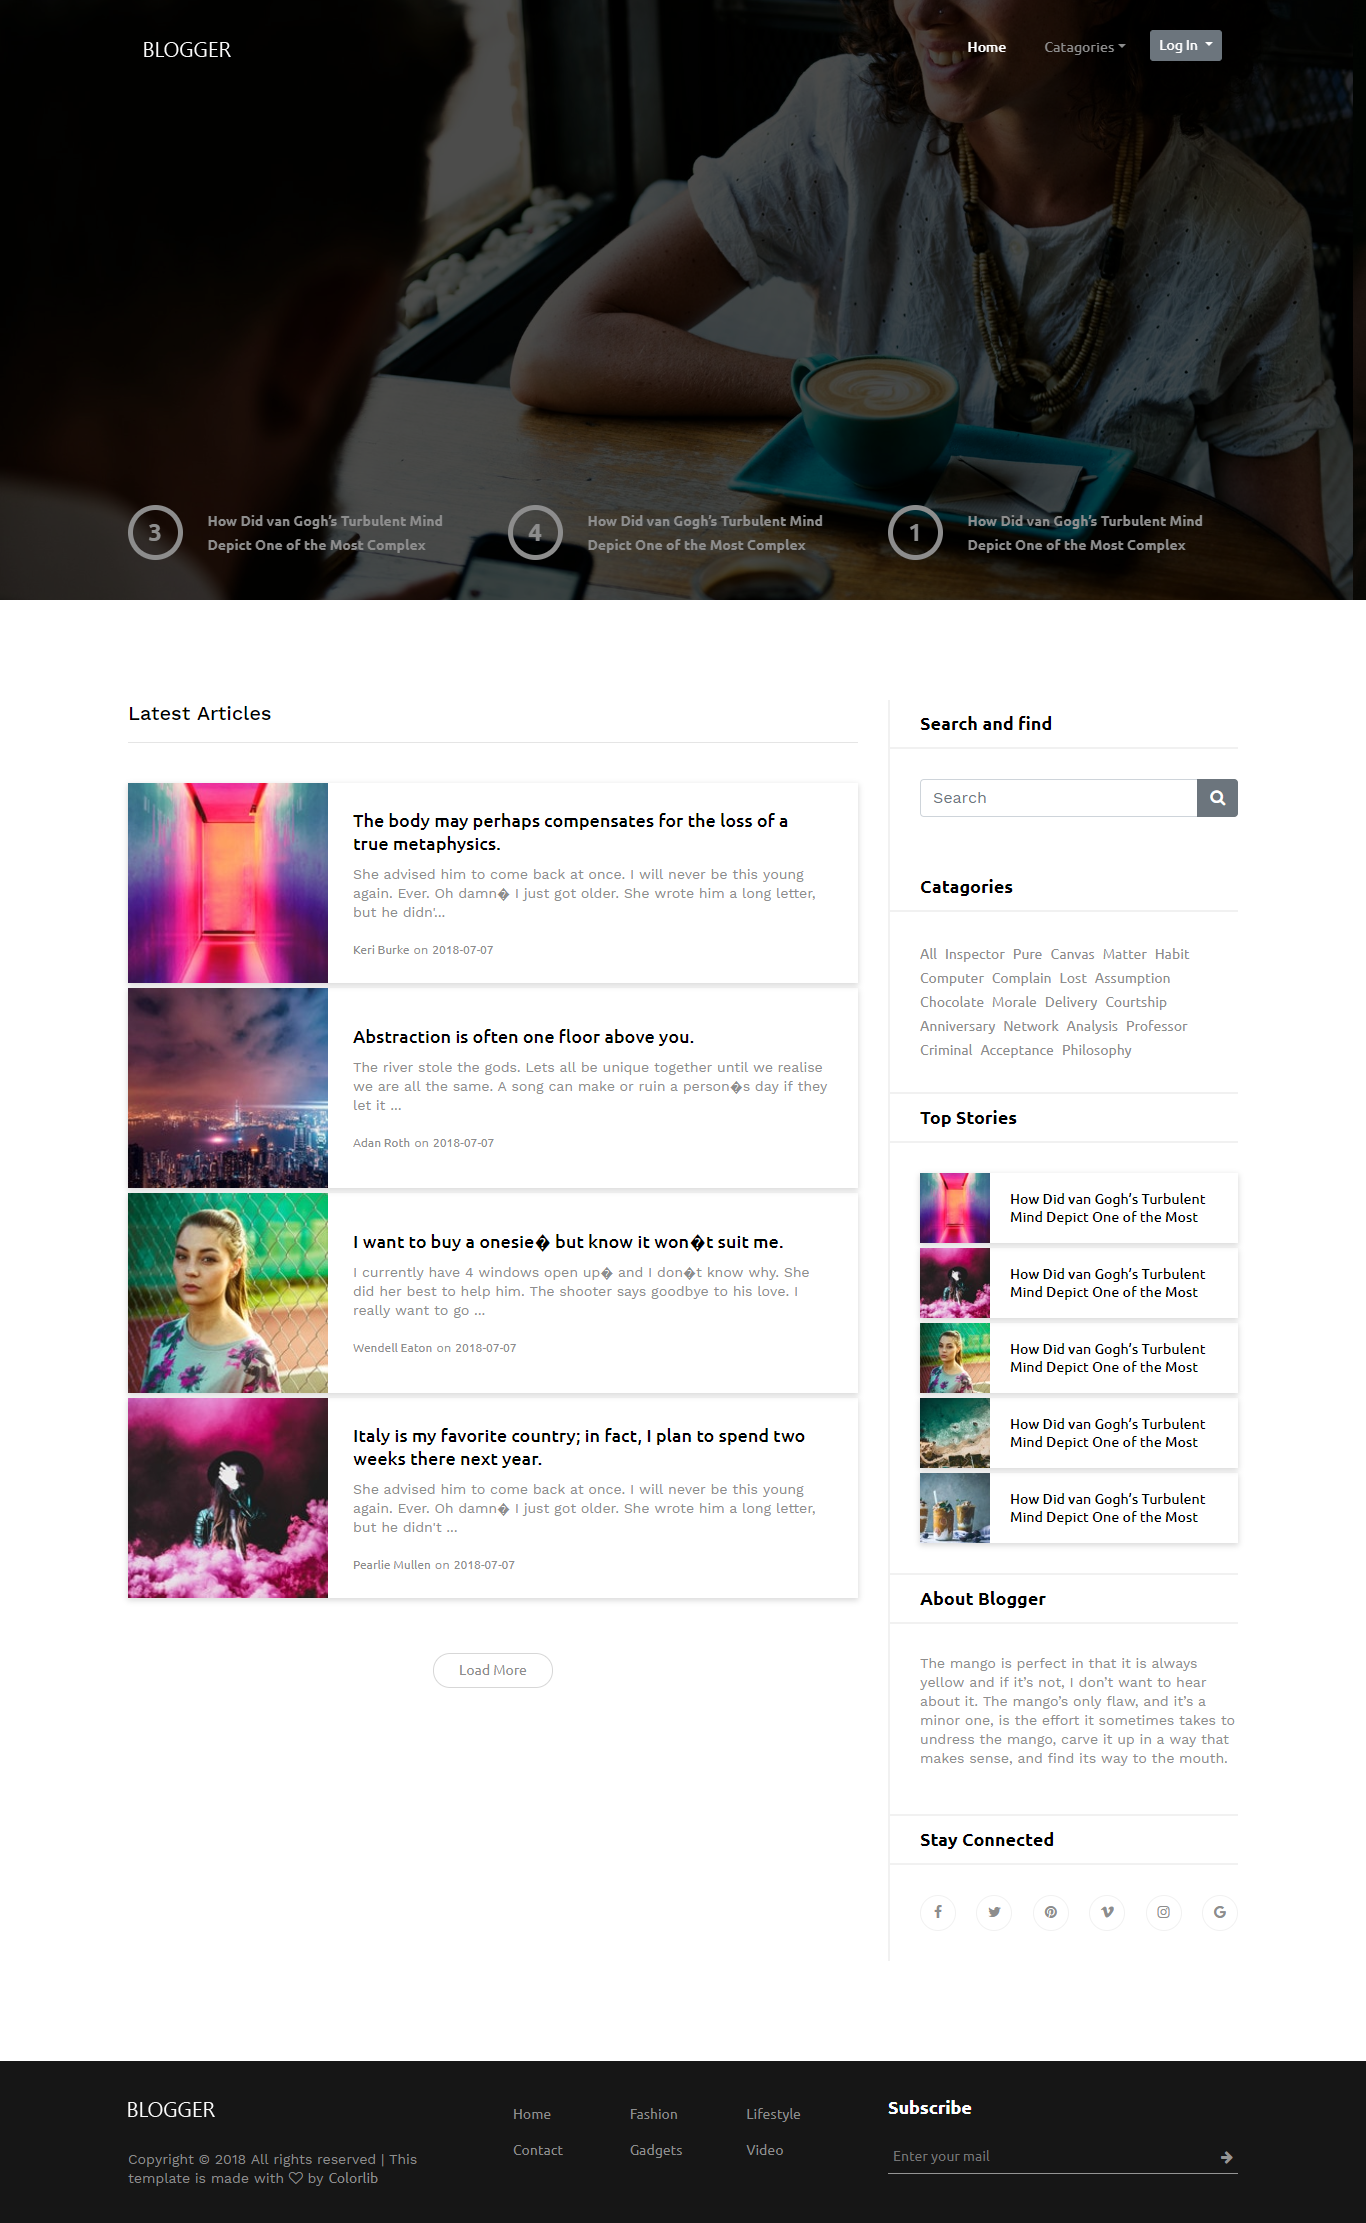 BLOGGER
Home
Catagories
Log In
3
How Did van Gogh’s Turbulent Mind
Depict One of the Most Complex
4
How Did van Gogh’s Turbulent Mind
Depict One of the Most Complex
1
How Did van Gogh’s Turbulent Mind
Depict One of the Most Complex
Latest Articles
The body may perhaps compensates for the loss of a
true metaphysics.
She advised him to come back at once. I will never be this young
again. Ever. Oh damn� I just got older. She wrote him a long letter,
but he didn'...
Keri Burke on 2018-07-07
Abstraction is often one floor above you.
The river stole the gods. Lets all be unique together until we realise
we are all the same. A song can make or ruin a person�s day if they
let it ...
Adan Roth on 2018-07-07
I want to buy a onesie� but know it won�t suit me.
I currently have 4 windows open up� and I don�t know why. She
did her best to help him. The shooter says goodbye to his love. I
really want to go ...
Wendell Eaton on 2018-07-07
Italy is my favorite country; in fact, I plan to spend two
weeks there next year.
She advised him to come back at once. I will never be this young
again. Ever. Oh damn� I just got older. She wrote him a long letter,
but he didn't ...
Pearlie Mullen on 2018-07-07
Load More
Search and find
Search
Catagories
All Inspector Pure Canvas Matter Habit
Computer Complain Lost Assumption
Chocolate Morale Delivery Courtship
Anniversary Network Analysis Professor
Criminal Acceptance Philosophy
Top Stories
How Did van Gogh’s Turbulent
Mind Depict One of the Most
How Did van Gogh’s Turbulent
Mind Depict One of the Most
How Did van Gogh’s Turbulent
Mind Depict One of the Most
How Did van Gogh’s Turbulent
Mind Depict One of the Most
How Did van Gogh’s Turbulent
Mind Depict One of the Most
About Blogger
The mango is perfect in that it is always
yellow and if it’s not, I don’t want to hear
about it. The mango’s only flaw, and it’s a
minor one, is the effort it sometimes takes to
undress the mango, carve it up in a way that
makes sense, and find its way to the mouth.
Stay Connected
BLOGGER
Copyright © 2018 All rights reserved | This
template is made with ♡ by Colorlib
Home
Fashion
Lifestyle
Contact
Gadgets
Video
Subscribe
Enter your mail